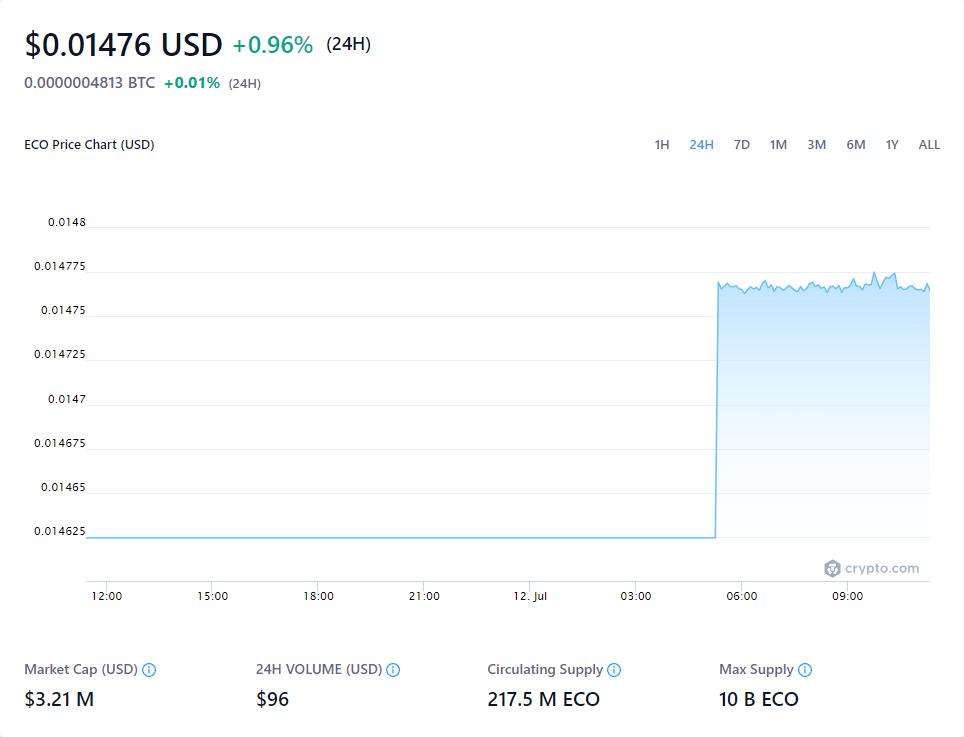 $0.01476 USD +0.96% (24H)
0.0000004813 BTC +0.01% (24H)
ECO Price Chart (USD) 1H 24H 7D 1M 3M 6M 1Y ALL
0.0148
0.014775
0.01475
0.014725
0.0147
0.014675
0.01465
0.014625
crypto.com
12:00 15:00 18:00 21:00 12. Jul 03:00 06:00 09:00
Market Cap (USD) 24H VOLUME (USD) Circulating Supply Max Supply
$3.21 M $96 217.5 M ECO 10 B ECO